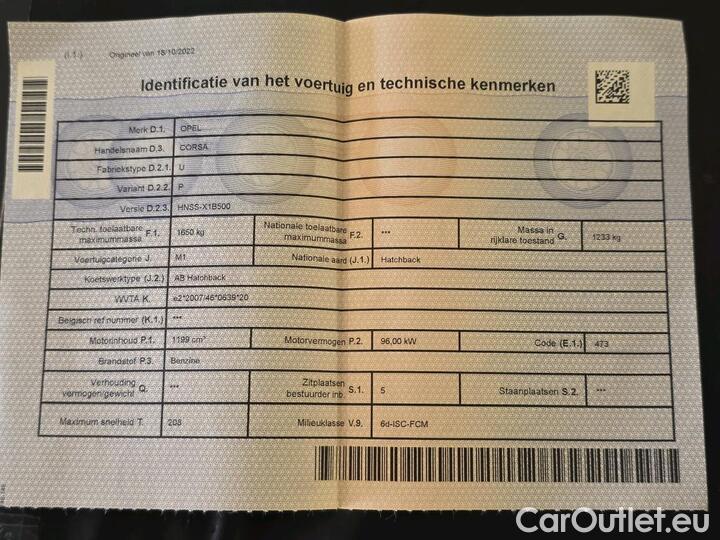 (I.1.) Origineel van 18/10/2022
Identificatie van het voertuig en technische kenmerken
Merk D.1. OPEL
Handelsnaam D.3. CORSA
Fabriekstype D.2.1. U
Variant D.2.2. P
Versie D.2.3. HNSS-X1B500
Techn. toelaatbare maximummassa F.1. 1650 kg Nationale toelaatbare maximummassa F.2. *** Massa in rijklare toestand G. 1233 kg
Voertuigcategorie J. M1 Nationale aard (J.1.) Hatchback
Koetswerktype (J.2.) AB Hatchback
WVTA K. e2*2007/46*0639*20
Belgisch ref nummer (K.1.) ***
Motorinhoud P.1. 1199 cm³ Motorvermogen P.2. 96,00 kW Code (E.1.) 473
Brandstof P.3. Benzine
Verhouding vermogen/gewicht Q. *** Zitplaatsen bestuurder inb. S.1. 5 Staanplaatsen S.2. ***
Maximum snelheid T. 208 Milieuklasse V.9. 6d-ISC-FCM
CarOutlet.eu